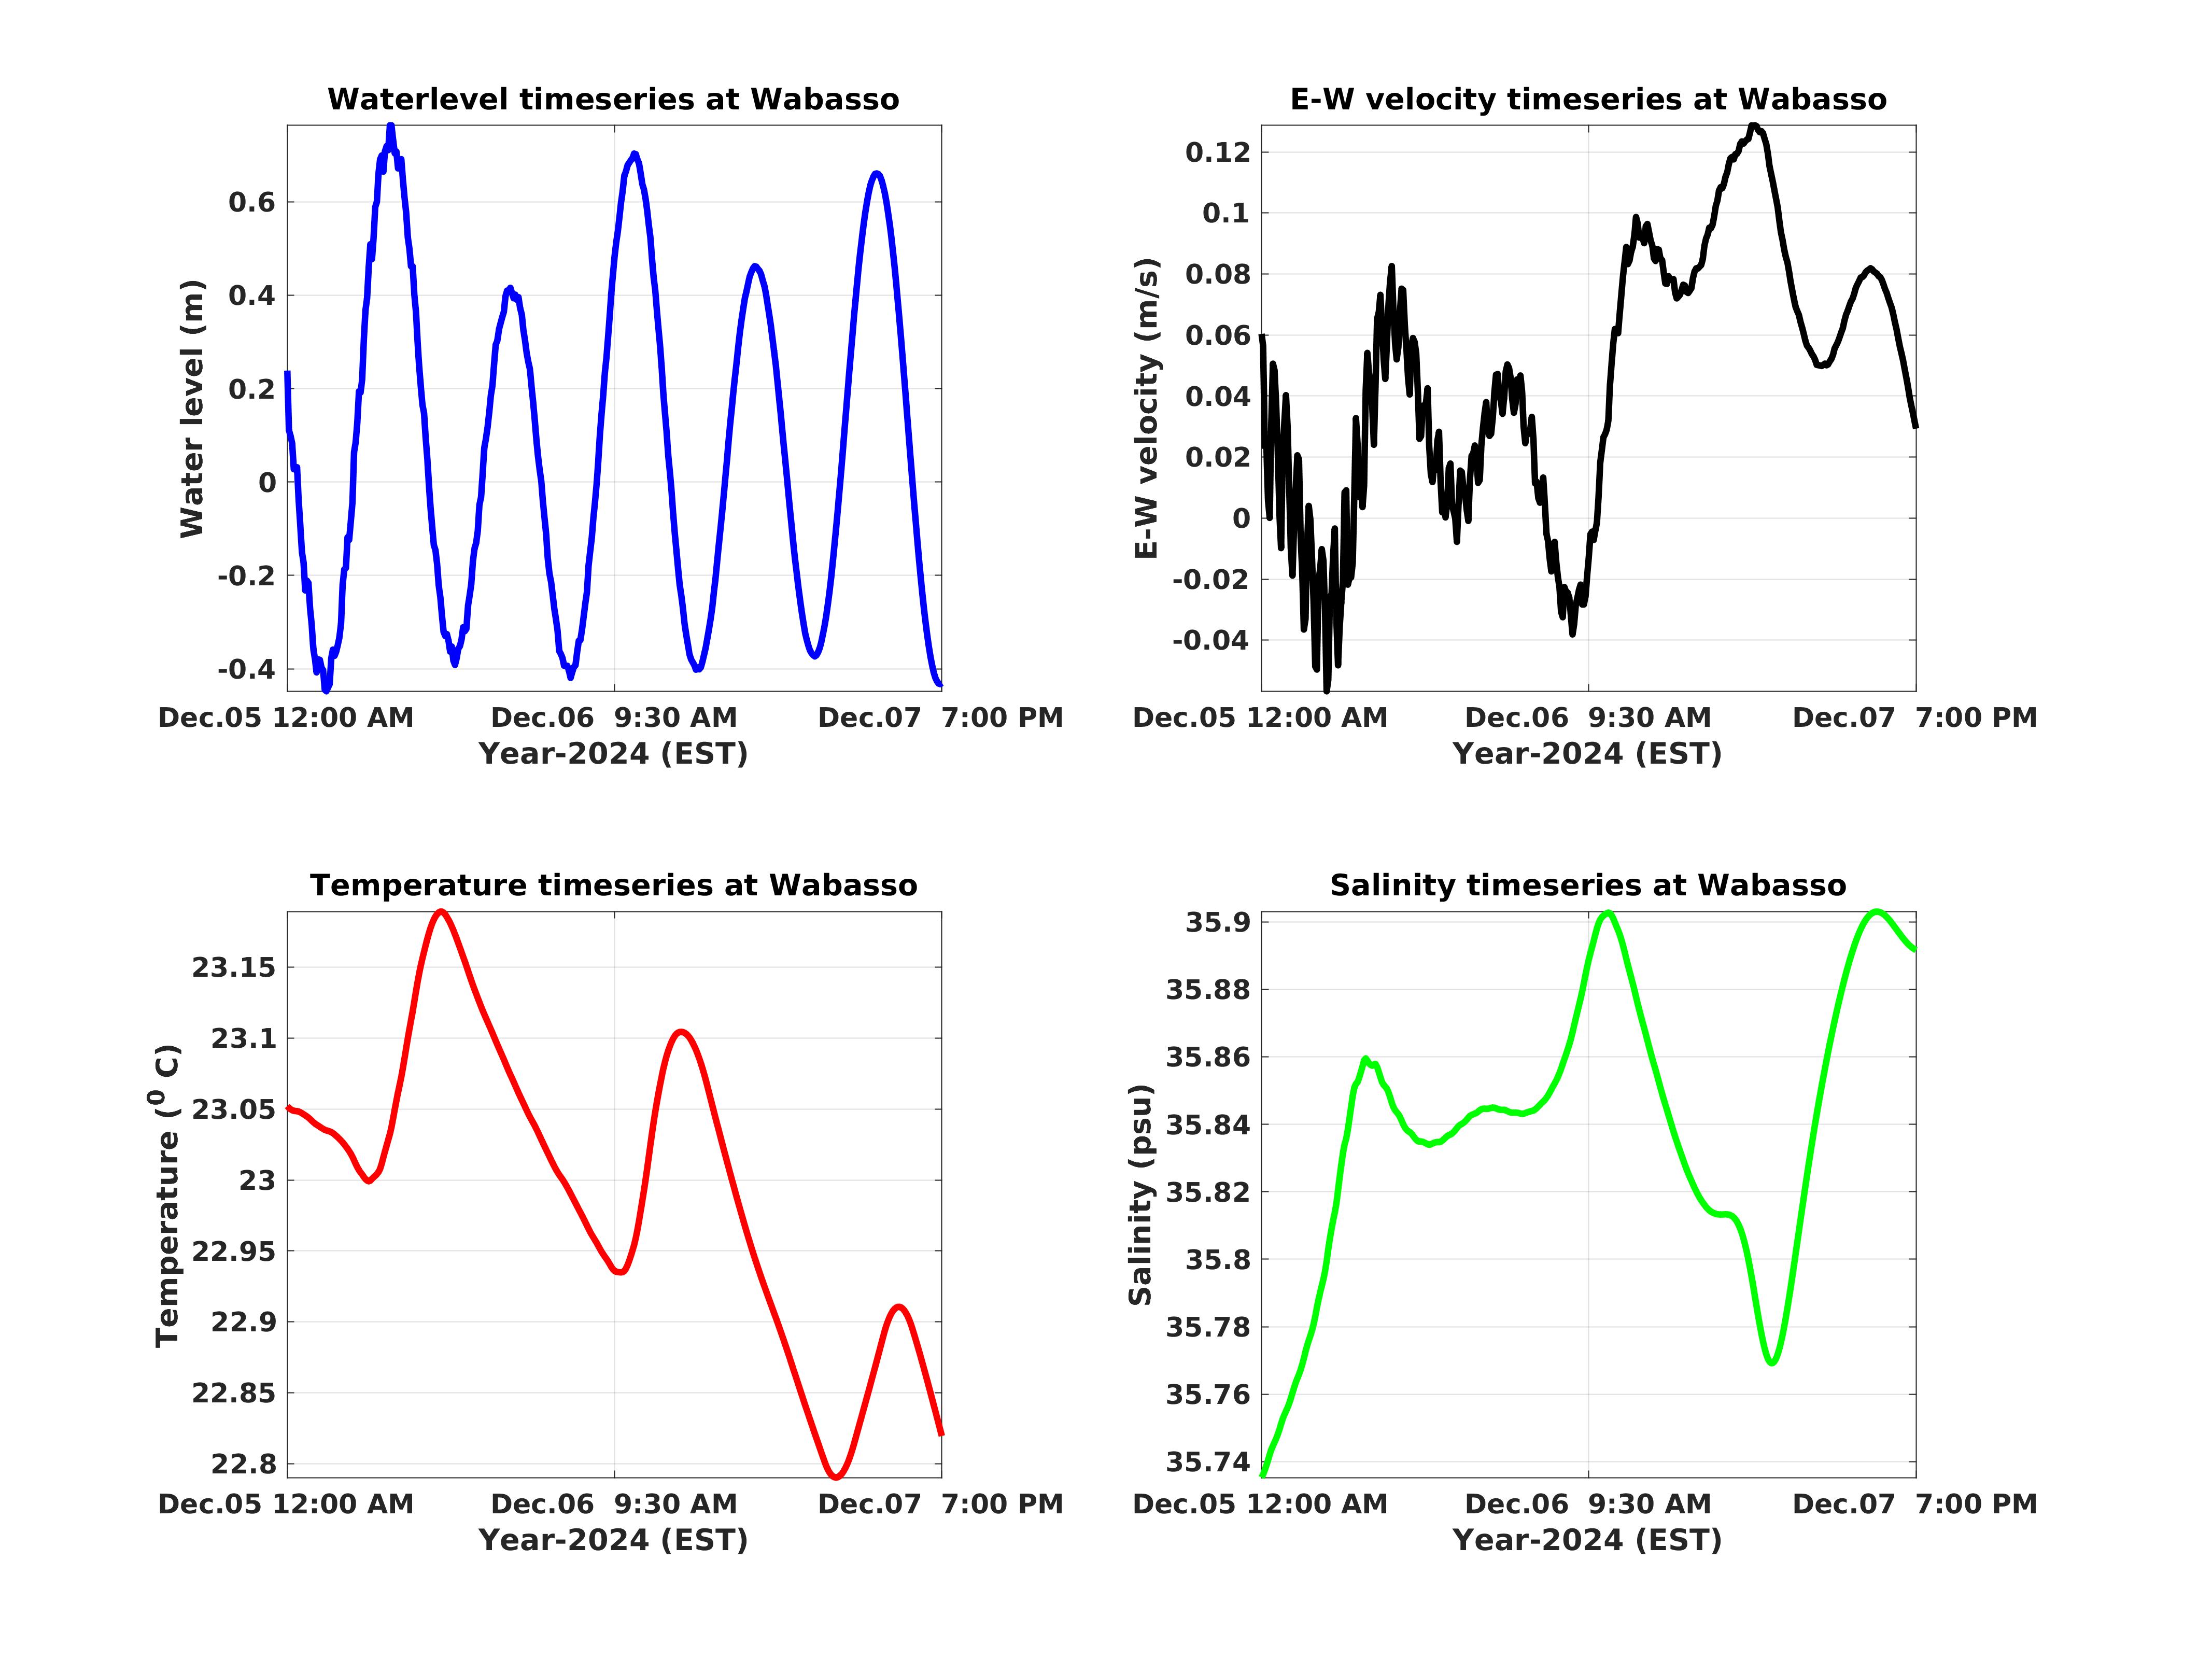 Waterlevel timeseries at Wabasso
Water level (m)
0.6
0.4
0.2
0
-0.2
-0.4
Dec.05 12:00 AM Dec.06 9:30 AM Dec.07 7:00 PM
Year-2024 (EST)
E-W velocity timeseries at Wabasso
E-W velocity (m/s)
0.12
0.1
0.08
0.06
0.04
0.02
0
-0.02
-0.04
Dec.05 12:00 AM Dec.06 9:30 AM Dec.07 7:00 PM
Year-2024 (EST)
Temperature timeseries at Wabasso
Temperature (⁰ C)
23.15
23.1
23.05
23
22.95
22.9
22.85
22.8
Dec.05 12:00 AM Dec.06 9:30 AM Dec.07 7:00 PM
Year-2024 (EST)
Salinity timeseries at Wabasso
Salinity (psu)
35.9
35.88
35.86
35.84
35.82
35.8
35.78
35.76
35.74
Dec.05 12:00 AM Dec.06 9:30 AM Dec.07 7:00 PM
Year-2024 (EST)